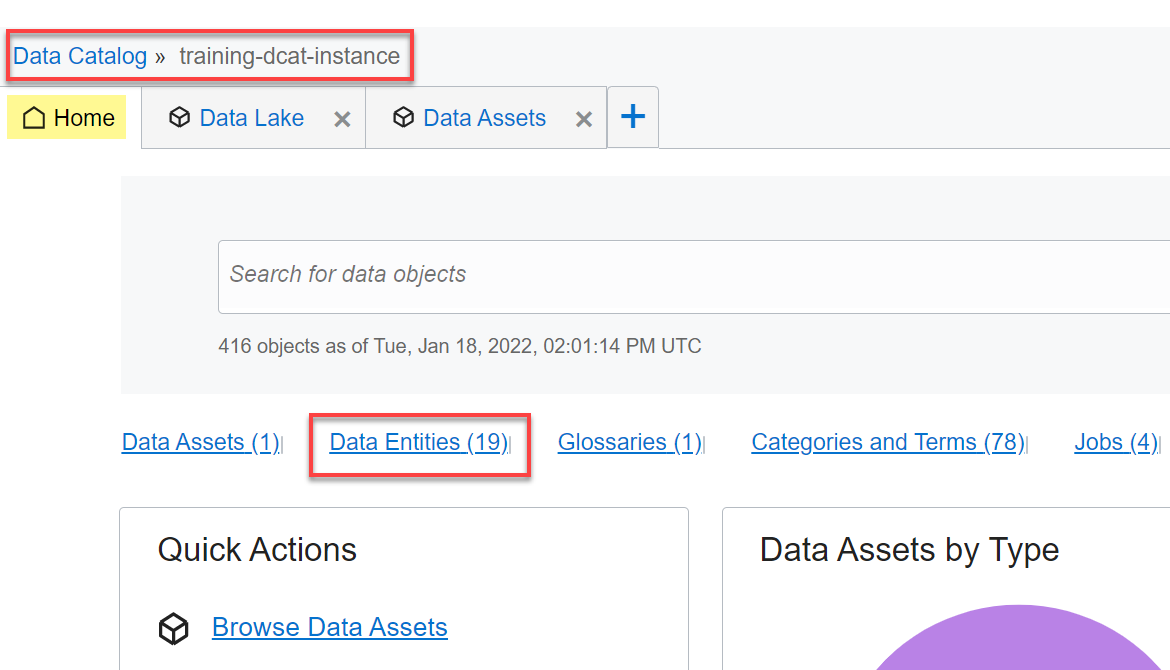 Data Catalog » training-dcat-instance
Home Data Lake × Data Assets × +
Search for data objects
416 objects as of Tue, Jan 18, 2022, 02:01:14 PM UTC
Data Assets (1) Data Entities (19) Glossaries (1) Categories and Terms (78) Jobs (4)
Quick Actions Data Assets by Type
Browse Data Assets